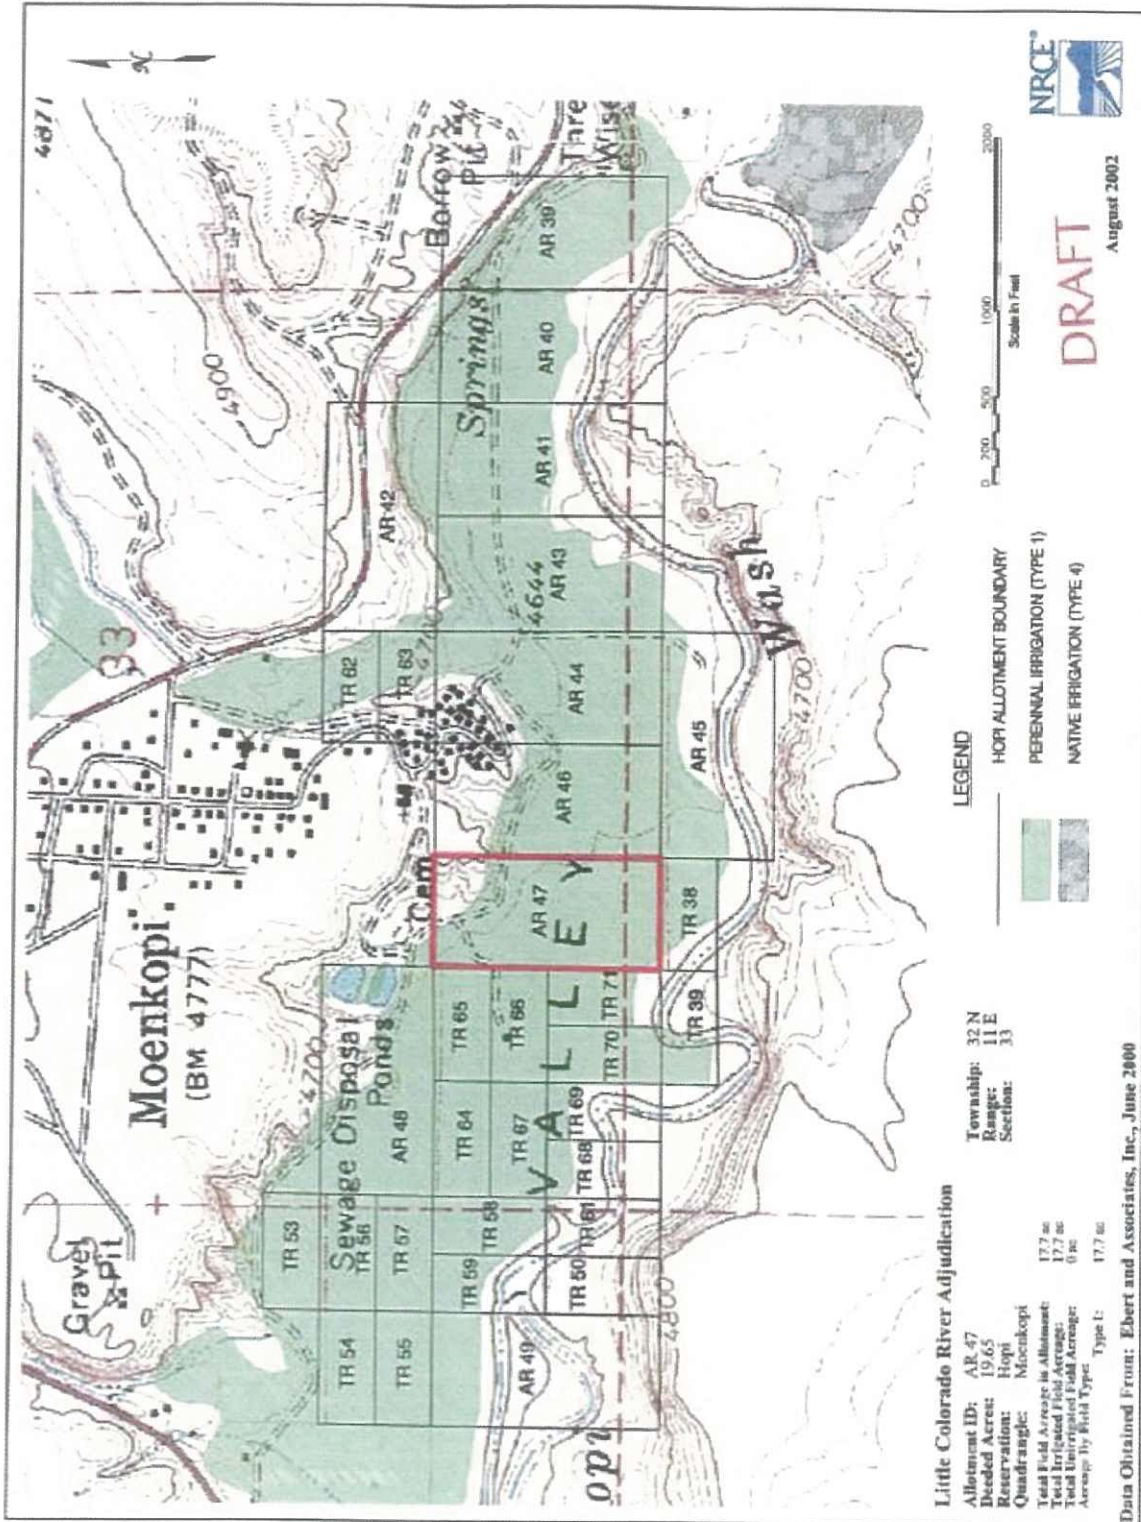 4871
N
33
4900
Borrow
Pit
Gravel
Pit
Moenkopi
(BM 4777)
Cem
4700
Sewage Disposal
Ponds
Springs
4644
4700
Wash
4700
4700
4800
opi
V A L L E Y
TR 53
TR 54
TR 55
TR 56
TR 57
AR 48
TR 58
TR 59
TR 64
TR 65
TR 66
TR 67
TR 68
TR 69
TR 70
TR 71
TR 61
TR 50
AR 49
TR 39
TR 38
AR 47
AR 46
AR 45
AR 44
AR 43
TR 62
TR 63
AR 42
AR 41
AR 40
AR 39
Little Colorado River Adjudication
Allotment ID: AR 47
Deeded Acres: 19.65
Reservation: Hopi
Quadrangle: Moenkopi
Township: 32 N
Range: 11 E
Section: 33
Total Field Acreage in Allotment: 17.7 ac
Total Irrigated Field Acreage: 17.7 ac
Total Unirrigated Field Acreage: 0 ac
Acreage By Field Type:
Type 1: 17.7 ac
LEGEND
HOPI ALLOTMENT BOUNDARY
PERENNIAL IRRIGATION (TYPE 1)
NATIVE IRRIGATION (TYPE 4)
0 500 1000 2000
Scale in Feet
DRAFT
August 2002
NRCE®
Data Obtained From: Ebert and Associates, Inc., June 2000